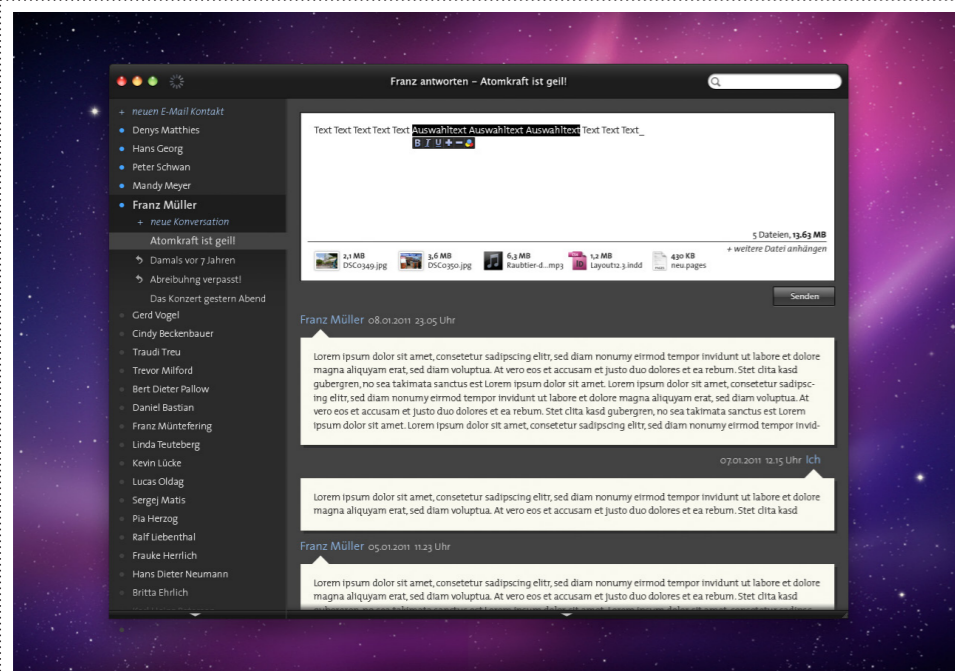 Franz antworten – Atomkraft ist geil!
+ neuen E-Mail Kontakt
Denys Matthies
Hans Georg
Peter Schwan
Mandy Meyer
Franz Müller
+ neue Konversation
Atomkraft ist geil!
Damals vor 7 Jahren
Abreibuhng verpasst!
Das Konzert gestern Abend
Gerd Vogel
Cindy Beckenbauer
Traudi Treu
Trevor Milford
Bert Dieter Pallow
Daniel Bastian
Franz Müntefering
Linda Teuteberg
Kevin Lücke
Lucas Oldag
Sergej Matis
Pia Herzog
Ralf Liebenthal
Frauke Herrlich
Hans Dieter Neumann
Britta Ehrlich
Text Text Text Text Text Auswahltext Auswahltext Auswahltext Text Text Text_
B I U
5 Dateien, 13.63 MB
+ weitere Datei anhängen
2,1 MB
DSC0349.jpg
3,6 MB
DSC0350.jpg
6,3 MB
Raubtier-d...mp3
1,2 MB
Layout12.3.indd
430 KB
neu.pages
Senden
Franz Müller 08.01.2011 23.05 Uhr
Lorem ipsum dolor sit amet, consetetur sadipscing elitr, sed diam nonumy eirmod tempor invidunt ut labore et dolore
magna aliquyam erat, sed diam voluptua. At vero eos et accusam et justo duo dolores et ea rebum. Stet clita kasd
gubergren, no sea takimata sanctus est Lorem ipsum dolor sit amet. Lorem ipsum dolor sit amet, consetetur sadipsc-
ing elitr, sed diam nonumy eirmod tempor invidunt ut labore et dolore magna aliquyam erat, sed diam voluptua. At
vero eos et accusam et justo duo dolores et ea rebum. Stet clita kasd gubergren, no sea takimata sanctus est Lorem
ipsum dolor sit amet. Lorem ipsum dolor sit amet, consetetur sadipscing elitr, sed diam nonumy eirmod tempor invid-
07.01.2011 12.15 Uhr Ich
Lorem ipsum dolor sit amet, consetetur sadipscing elitr, sed diam nonumy eirmod tempor invidunt ut labore et dolore
magna aliquyam erat, sed diam voluptua. At vero eos et accusam et justo duo dolores et ea rebum. Stet clita kasd
Franz Müller 05.01.2011 11.23 Uhr
Lorem ipsum dolor sit amet, consetetur sadipscing elitr, sed diam nonumy eirmod tempor invidunt ut labore et dolore
magna aliquyam erat, sed diam voluptua. At vero eos et accusam et justo duo dolores et ea rebum. Stet clita kasd